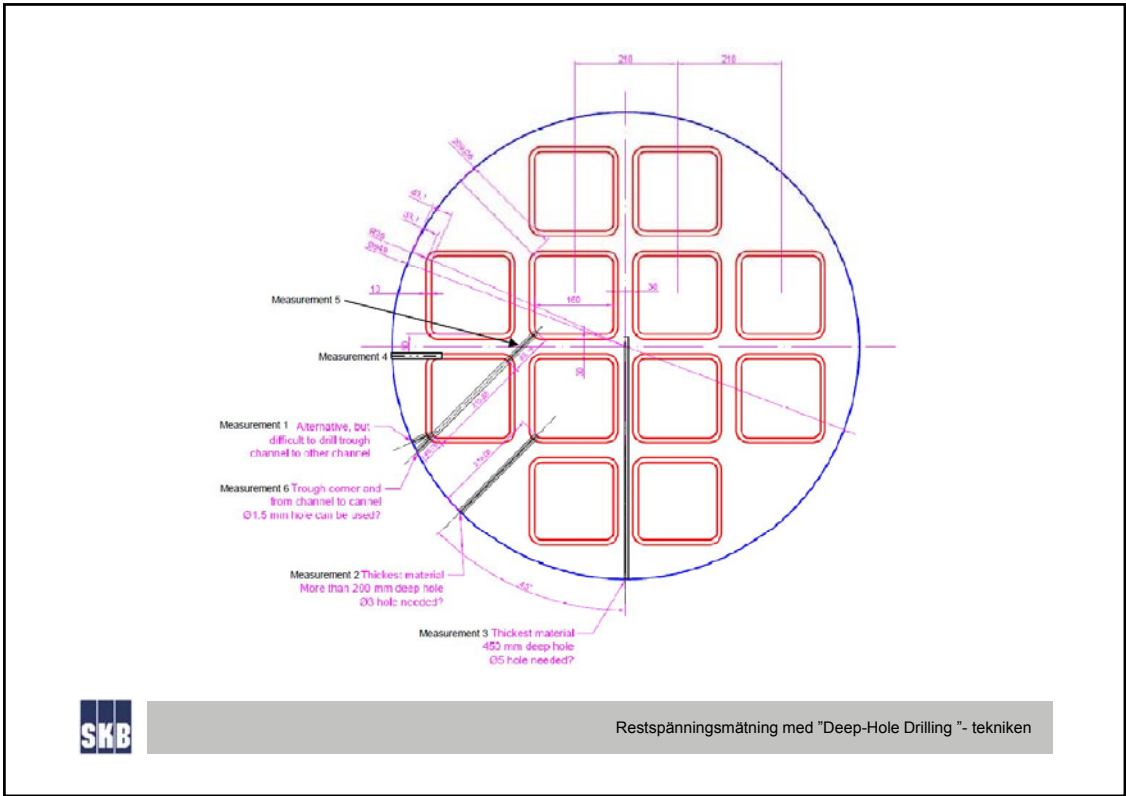 210
210
Measurement 5
160
30
30
Measurement 4
Measurement 1 Alternative, but
difficult to drill trough
channel to other channel
Measurement 6 Trough corner and
from channel to cannel
Ø1.5 mm hole can be used?
Measurement 2 Thickest material
More than 200 mm deep hole
Ø3 hole needed?
45°
Measurement 3 Thickest material
450 mm deep hole
Ø5 hole needed?
SKB
Restspänningsmätning med ”Deep-Hole Drilling ”- tekniken